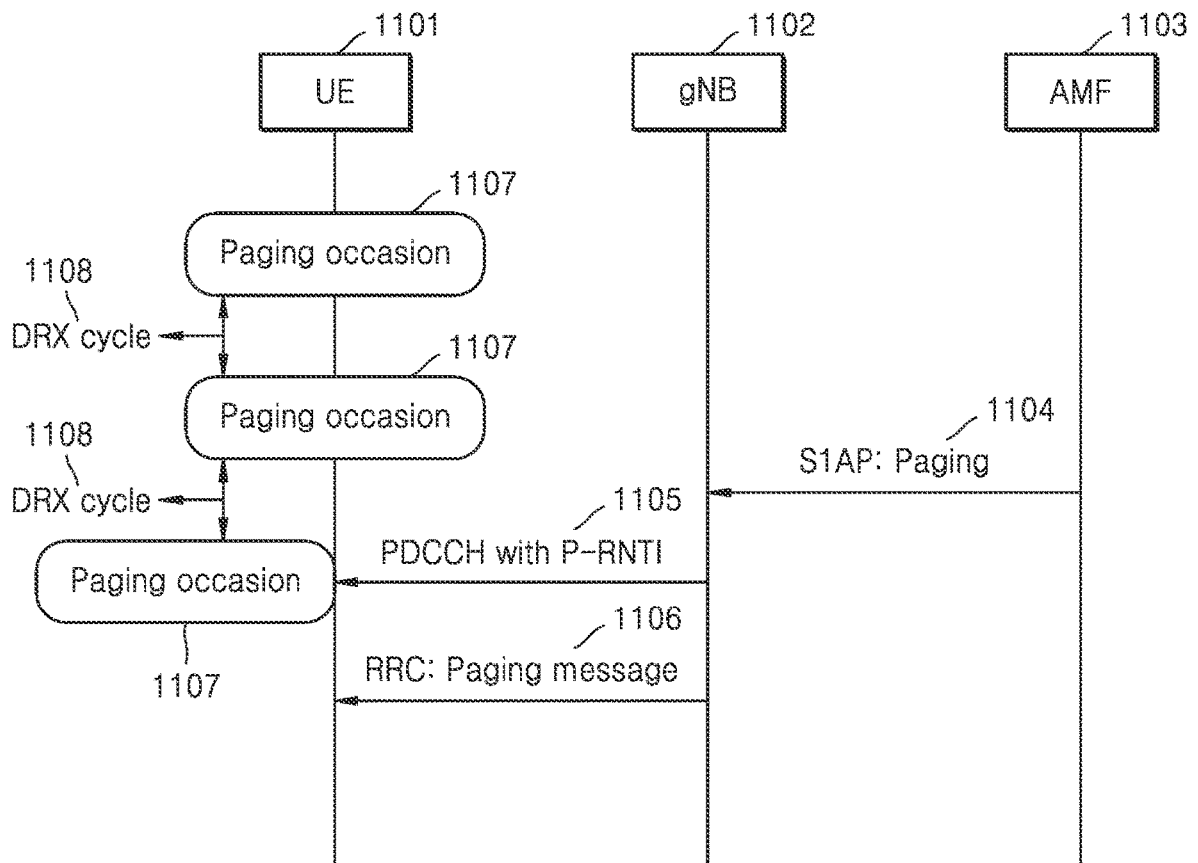 1101
1102
1103
UE
gNB
AMF
1107
Paging occasion
1108
DRX cycle
1107
Paging occasion
1104
S1AP: Paging
1108
DRX cycle
1105
PDCCH with P-RNTI
Paging occasion
1106
RRC: Paging message
1107